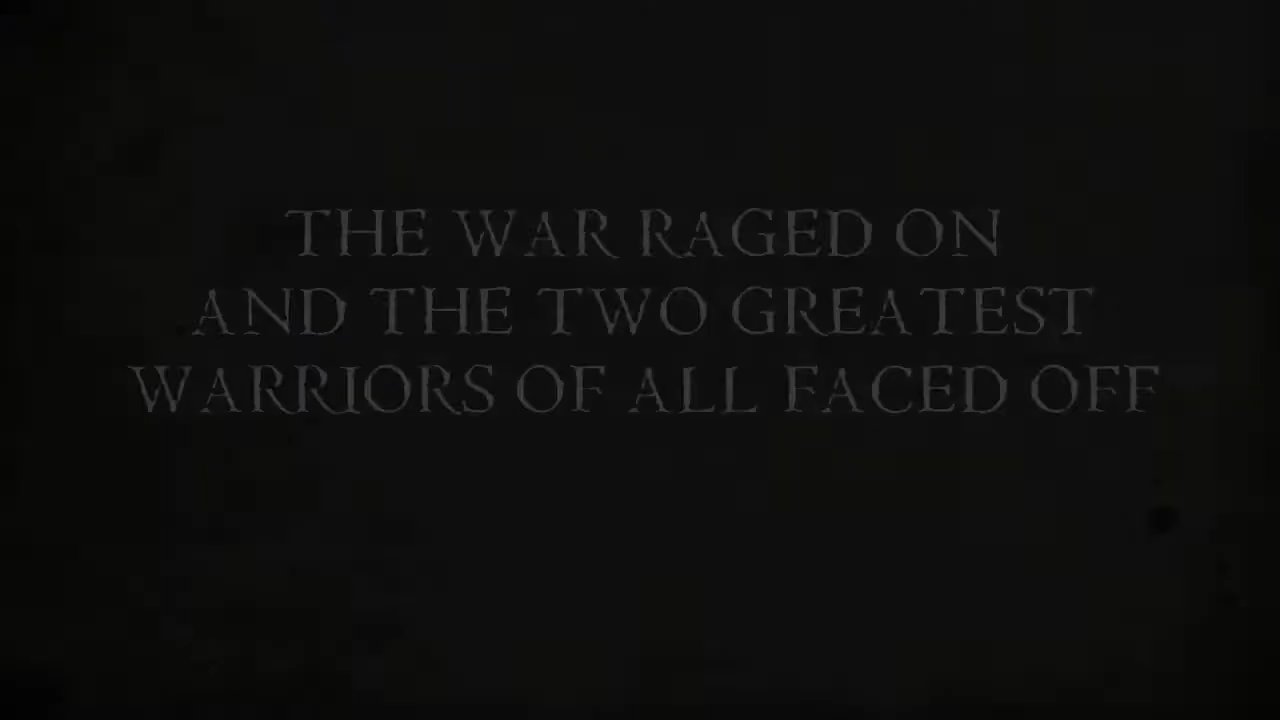 THE WAR RAGED ON
AND THE TWO GREATEST
WARRIORS OF ALL FACED OFF